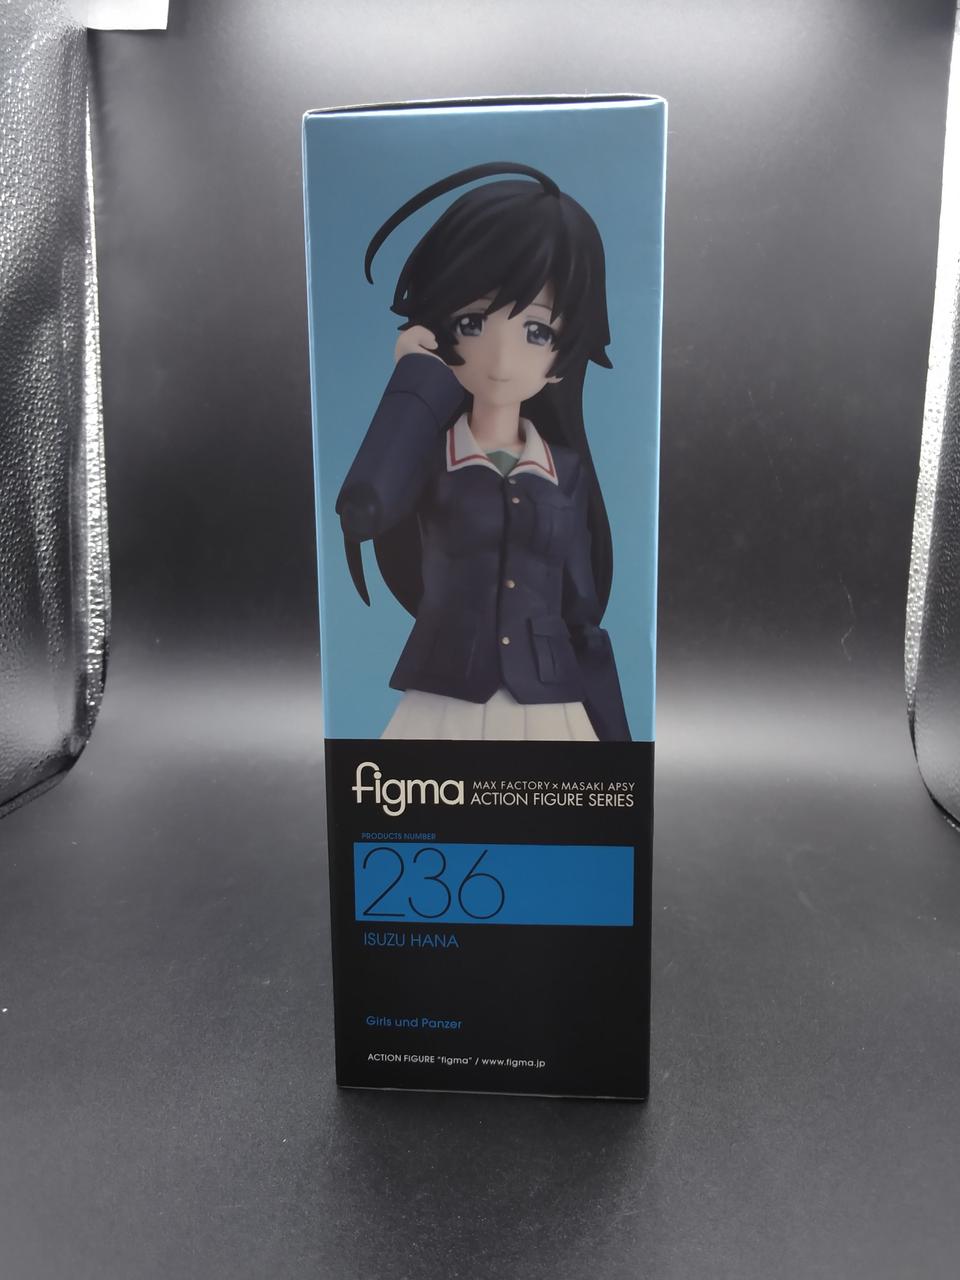 figma
MAX FACTORY × MASAKI APSY
ACTION FIGURE SERIES
PRODUCTS NUMBER
236
ISUZU HANA
Girls und Panzer
ACTION FIGURE "figma" / www.figma.jp